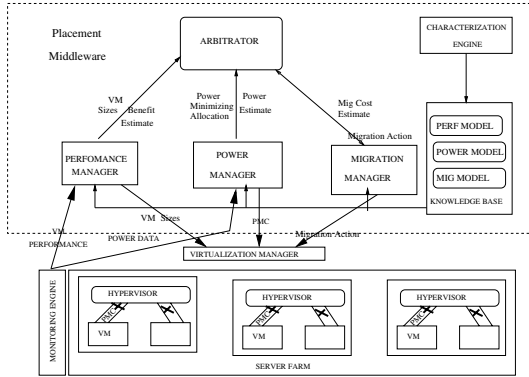 Placement
Middleware
ARBITRATOR
CHARACTERIZATION
ENGINE
VM
Sizes
Benefit
Estimate
Power
Minimizing
Allocation
Power
Estimate
Mig Cost
Estimate
Migration Action
PERF MODEL
POWER MODEL
MIG MODEL
KNOWLEDGE BASE
PERFOMANCE
MANAGER
POWER
MANAGER
MIGRATION
MANAGER
VM Sizes
PMC
Migration Action
VM
PERFORMANCE
POWER DATA
VIRTUALIZATION MANAGER
MONITORING ENGINE
HYPERVISOR
PMC
VM
HYPERVISOR
PMC
VM
HYPERVISOR
PMC
VM
SERVER FARM